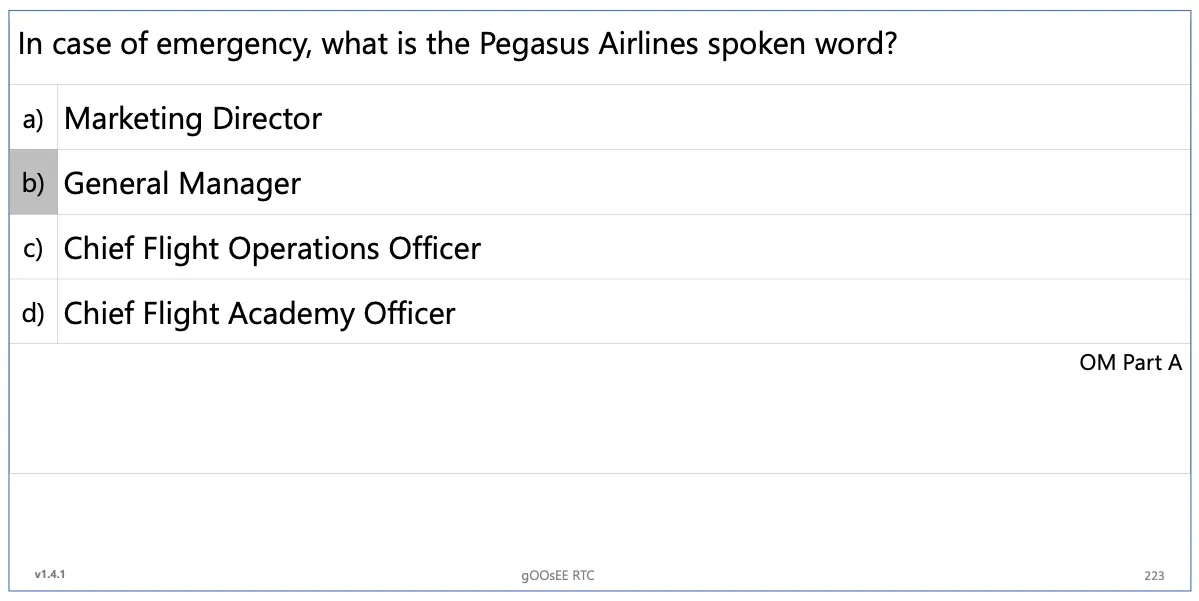 In case of emergency, what is the Pegasus Airlines spoken word?
a) Marketing Director
b) General Manager
c) Chief Flight Operations Officer
d) Chief Flight Academy Officer
OM Part A
v1.4.1 gOOsEE RTC 223